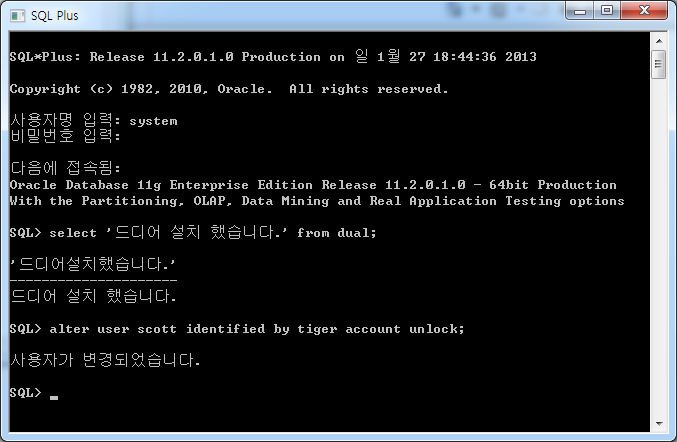 SQL Plus
SQL*Plus: Release 11.2.0.1.0 Production on 일 1월 27 18:44:36 2013
Copyright (c) 1982, 2010, Oracle.  All rights reserved.
사용자명 입력: system
비밀번호 입력:
다음에 접속됨:
Oracle Database 11g Enterprise Edition Release 11.2.0.1.0 - 64bit Production
With the Partitioning, OLAP, Data Mining and Real Application Testing options
SQL> select '드디어 설치 했습니다.' from dual;
'드디어설치했습니다.'
---------------------
드디어 설치 했습니다.
SQL> alter user scott identified by tiger account unlock;
사용자가 변경되었습니다.
SQL> _